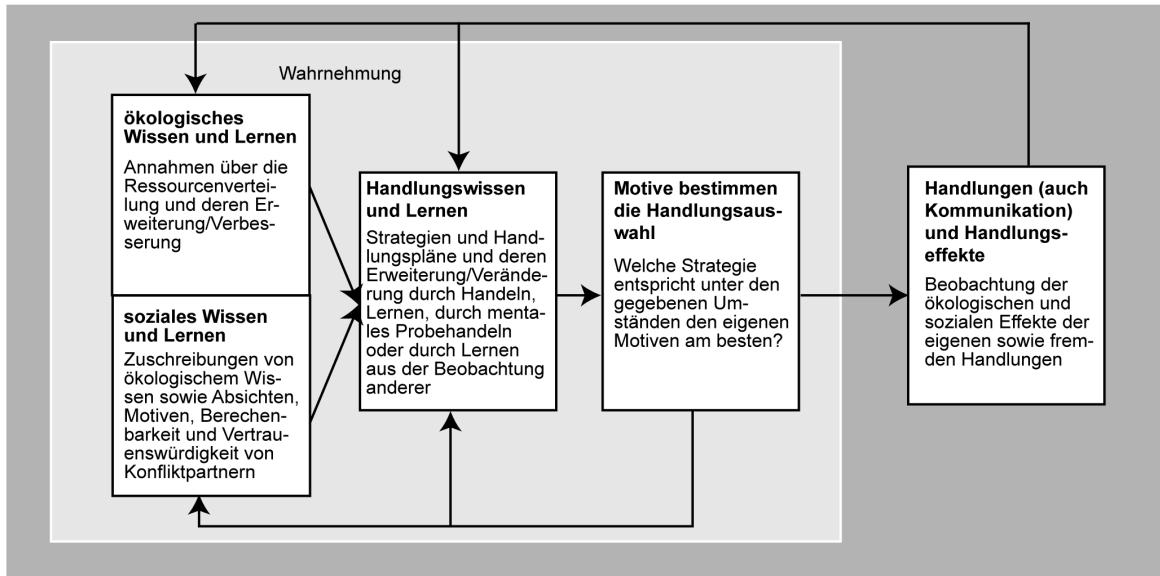 Wahrnehmung
ökologisches
Wissen und Lernen
Annahmen über die
Ressourcenvertei-
lung und deren Er-
weiterung/Verbes-
serung
soziales Wissen
und Lernen
Zuschreibungen von
ökologischem Wis-
sen sowie Absichten,
Motiven, Berechen-
barkeit und Vertrau-
enswürdigkeit von
Konfliktpartnern
Handlungswissen
und Lernen
Strategien und Hand-
lungspläne und deren
Erweiterung/Verände-
rung durch Handeln,
Lernen, durch menta-
les Probehandeln
oder durch Lernen
aus der Beobachtung
anderer
Motive bestimmen
die Handlungsaus-
wahl
Welche Strategie
entspricht unter den
gegebenen Um-
ständen den eigenen
Motiven am besten?
Handlungen (auch
Kommunikation)
und Handlungs-
effekte
Beobachtung der
ökologischen und
sozialen Effekte der
eigenen sowie frem-
den Handlungen